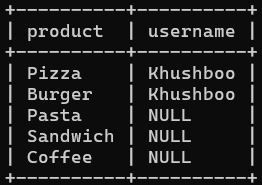 +----------+----------+
| product  | username |
+----------+----------+
| Pizza    | Khushboo |
| Burger   | Khushboo |
| Pasta    | NULL     |
| Sandwich | NULL     |
| Coffee   | NULL     |
+----------+----------+